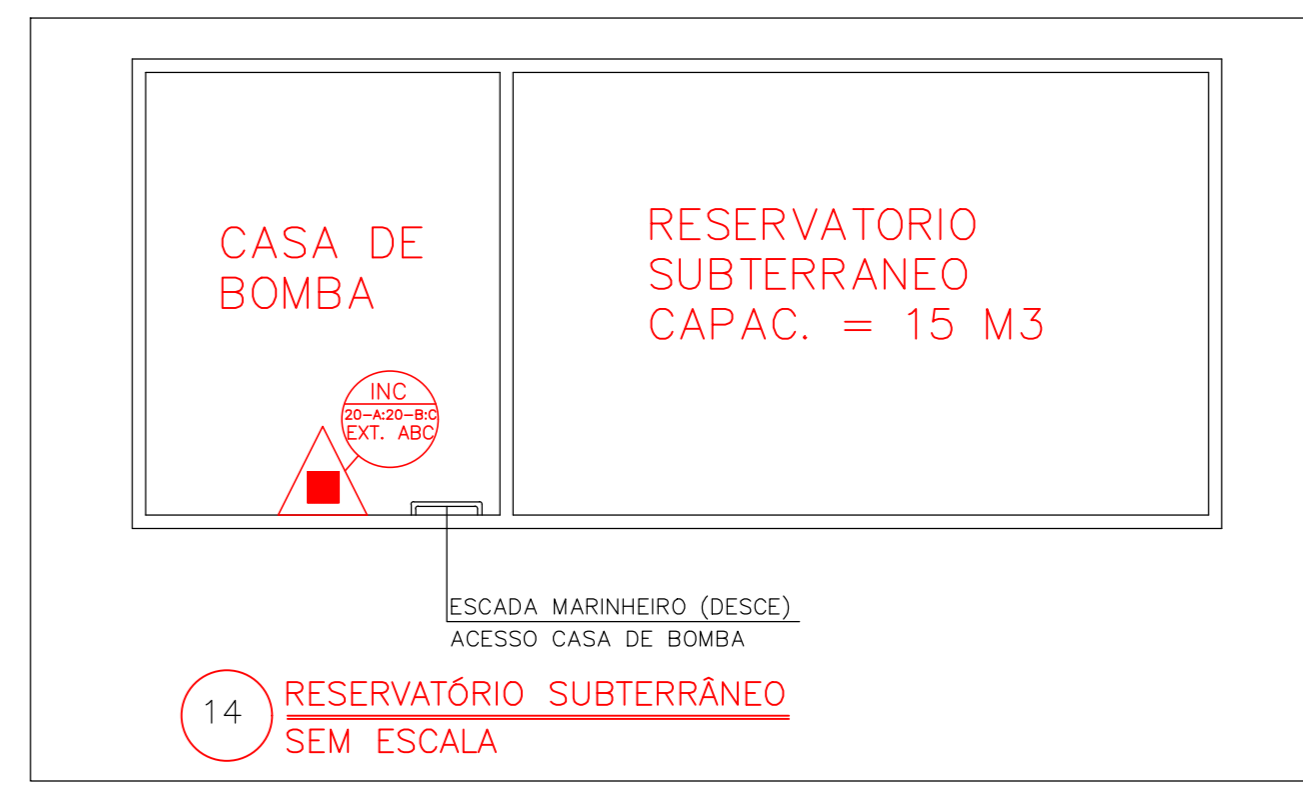 CASA DE
BOMBA
RESERVATORIO
SUBTERRANEO
CAPAC. = 15 M3
INC
20-A:20-B:C
EXT. ABC
ESCADA MARINHEIRO (DESCE)
ACESSO CASA DE BOMBA
14
RESERVATÓRIO SUBTERRÂNEO
SEM ESCALA